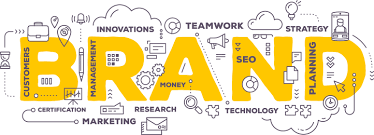 INNOVATIONS
TEAMWORK
STRATEGY
CUSTOMERS
MANAGEMENT
BRAND
SEO
PLANNING
MONEY
CERTIFICATION
RESEARCH
TECHNOLOGY
MARKETING